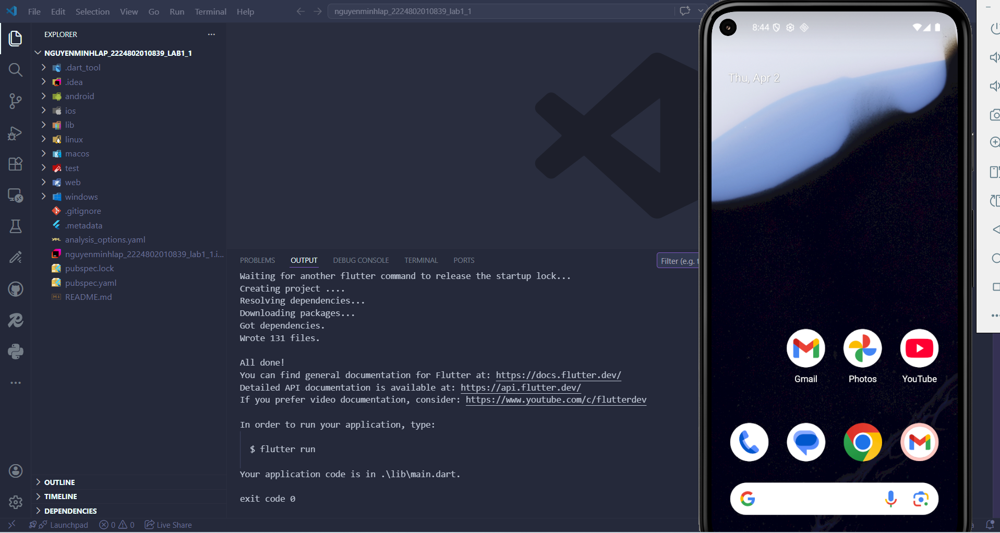 File Edit Selection View Go Run Terminal Help
nguyenminhlap_2224802010839_lab1_1
EXPLORER
NGUYENMINHLAP_2224802010839_LAB1_1
.dart_tool
.idea
android
ios
lib
linux
macos
test
web
windows
.gitignore
.metadata
analysis_options.yaml
nguyenminhlap_2224802010839_lab1_1.i...
pubspec.lock
pubspec.yaml
README.md
OUTLINE
TIMELINE
DEPENDENCIES
PROBLEMS OUTPUT DEBUG CONSOLE TERMINAL PORTS
Filter (e.g.
Waiting for another flutter command to release the startup lock...
Creating project ....
Resolving dependencies...
Downloading packages...
Got dependencies.
Wrote 131 files.
All done!
You can find general documentation for Flutter at: https://docs.flutter.dev/
Detailed API documentation is available at: https://api.flutter.dev/
If you prefer video documentation, consider: https://www.youtube.com/c/flutterdev
In order to run your application, type:
$ flutter run
Your application code is in .\lib\main.dart.
exit code 0
Launchpad 0 0 Live Share
8:44
Thu, Apr 2
Gmail Photos YouTube